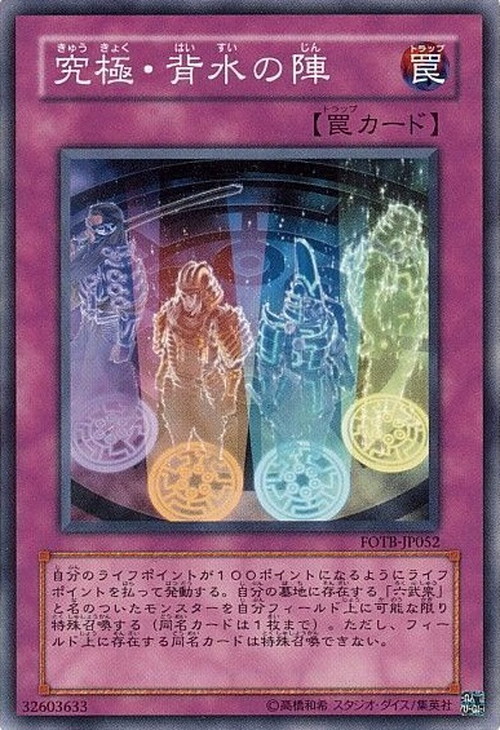 きゅうきょく はいすい じん
究極・背水の陣
トラップ
罠
トラップ
【罠カード】
FOTB-JP052
自分のライフポイントが100ポイントになるようにライフ
ポイントを払って発動する。自分の墓地に存在する「六武衆」
と名のついたモンスターを自分フィールド上に可能な限り
特殊召喚する(同名カードは1枚まで)。ただし、フィー
ルド上に存在する同名カードは特殊召喚できない。
32603633
©高橋和希 スタジオ・ダイス/集英社